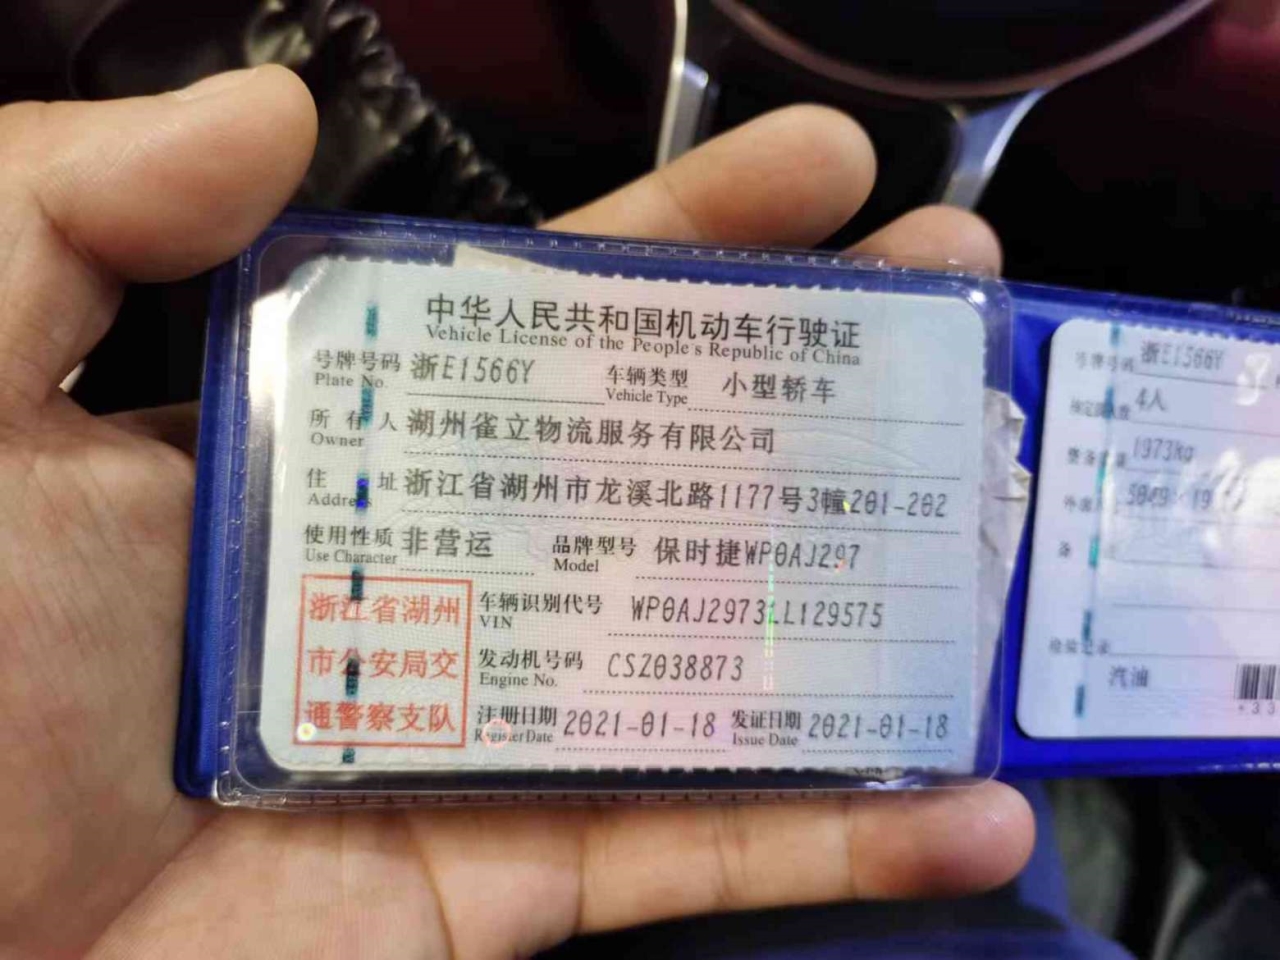 中华人民共和国机动车行驶证
Vehicle License of the People's Republic of China
号牌号码 浙E1566Y 车辆类型 小型轿车
Plate No. Vehicle Type
所有人 湖州雀立物流服务有限公司
Owner
住址 浙江省湖州市龙溪北路1177号3幢201-202
Address
使用性质 非营运 品牌型号 保时捷WP0AJ297
Use Character Model
浙江省湖州
市公安局交
通警察支队
车辆识别代号 WP0AJ2973LL129575
VIN
发动机号码 CSZ038873
Engine No.
注册日期 2021-01-18 发证日期 2021-01-18
Register Date Issue Date
号牌号码 浙E1566Y
4人
1973kg
汽油